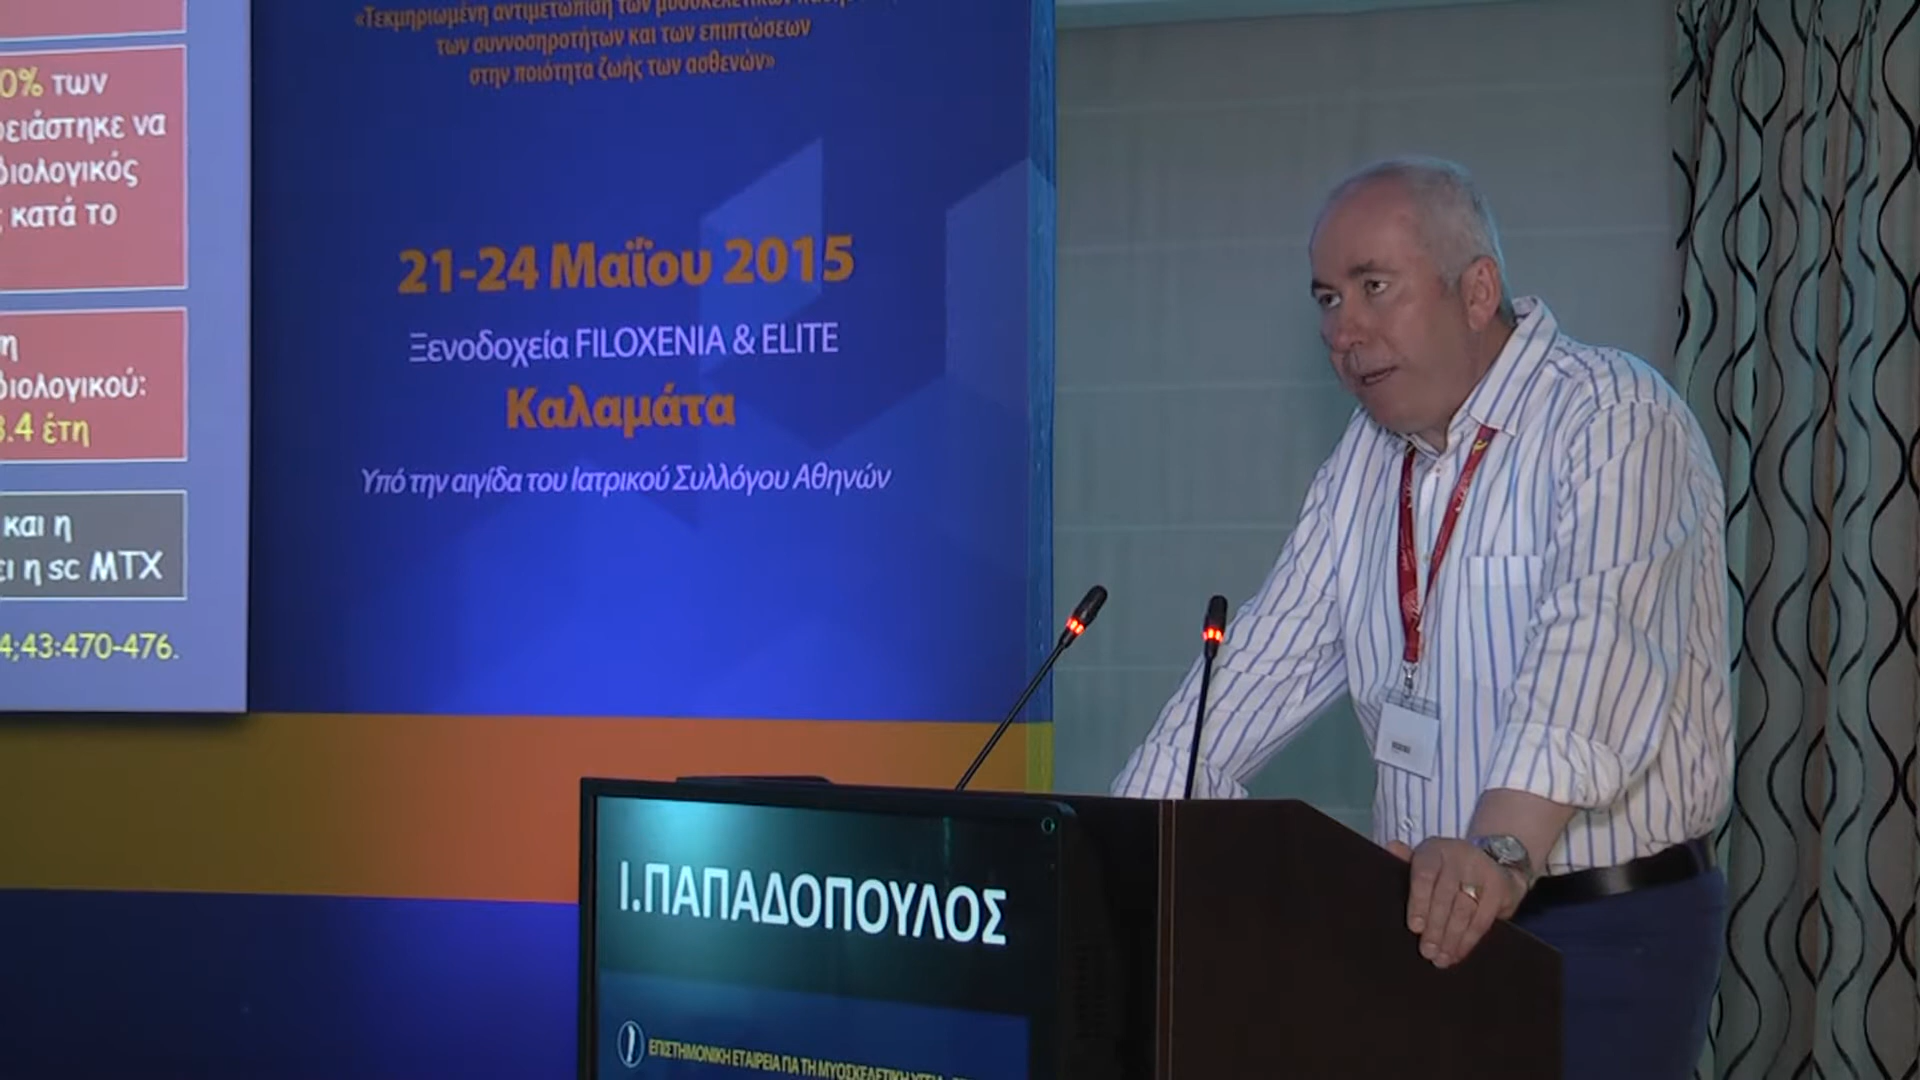 0% των
ρειάστηκε να
διολογικός
ς κατά το
η
διολογικού:
3.4 έτη
και η
ει η sc MTX
4;43:470-476.
«Τεκμηριωμένη αντιμετώπιση των μυοσκελετικών
των συννοσηροτήτων και των επιπτώσεων
στην ποιότητα ζωής των ασθενών»
21-24 Μαΐου 2015
Ξενοδοχεία FILOXENIA & ELITE
Καλαμάτα
Υπό την αιγίδα του Ιατρικού Συλλόγου Αθηνών
Ι.ΠΑΠΑΔΟΠΟΥΛΟΣ
ΕΠΙΣΤΗΜΟΝΙΚΗ ΕΤΑΙΡΕΙΑ ΓΙΑ ΤΗ ΜΥΟΣΚΕΛΕΤΙΚΗ ΥΓΕΙΑ